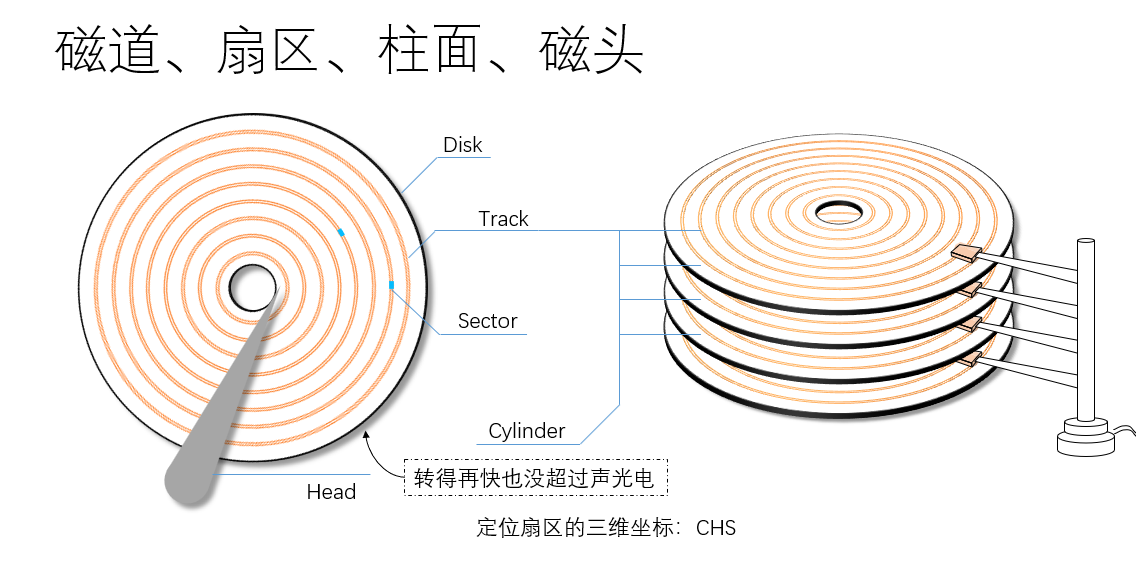 磁道、扇区、柱面、磁头
Disk
Track
Sector
Cylinder
转得再快也没超过声光电
Head
定位扇区的三维坐标：CHS